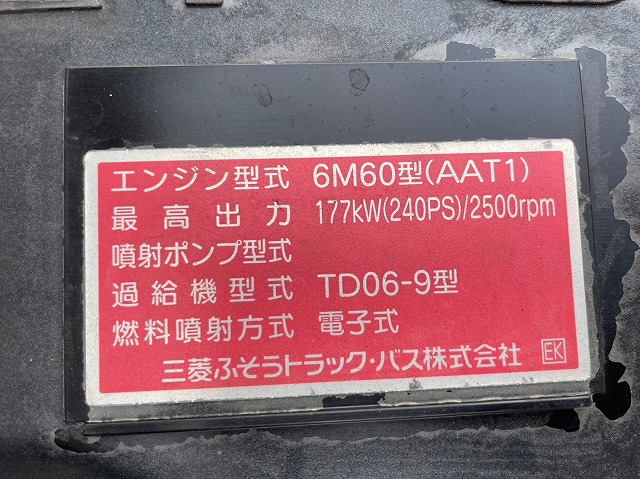 エンジン型式 6M60型(AAT1)
最高出力 177kW(240PS)/2500rpm
噴射ポンプ型式
過給機型式 TD06-9型
燃料噴射方式 電子式
三菱ふそうトラック・バス株式会社 EK